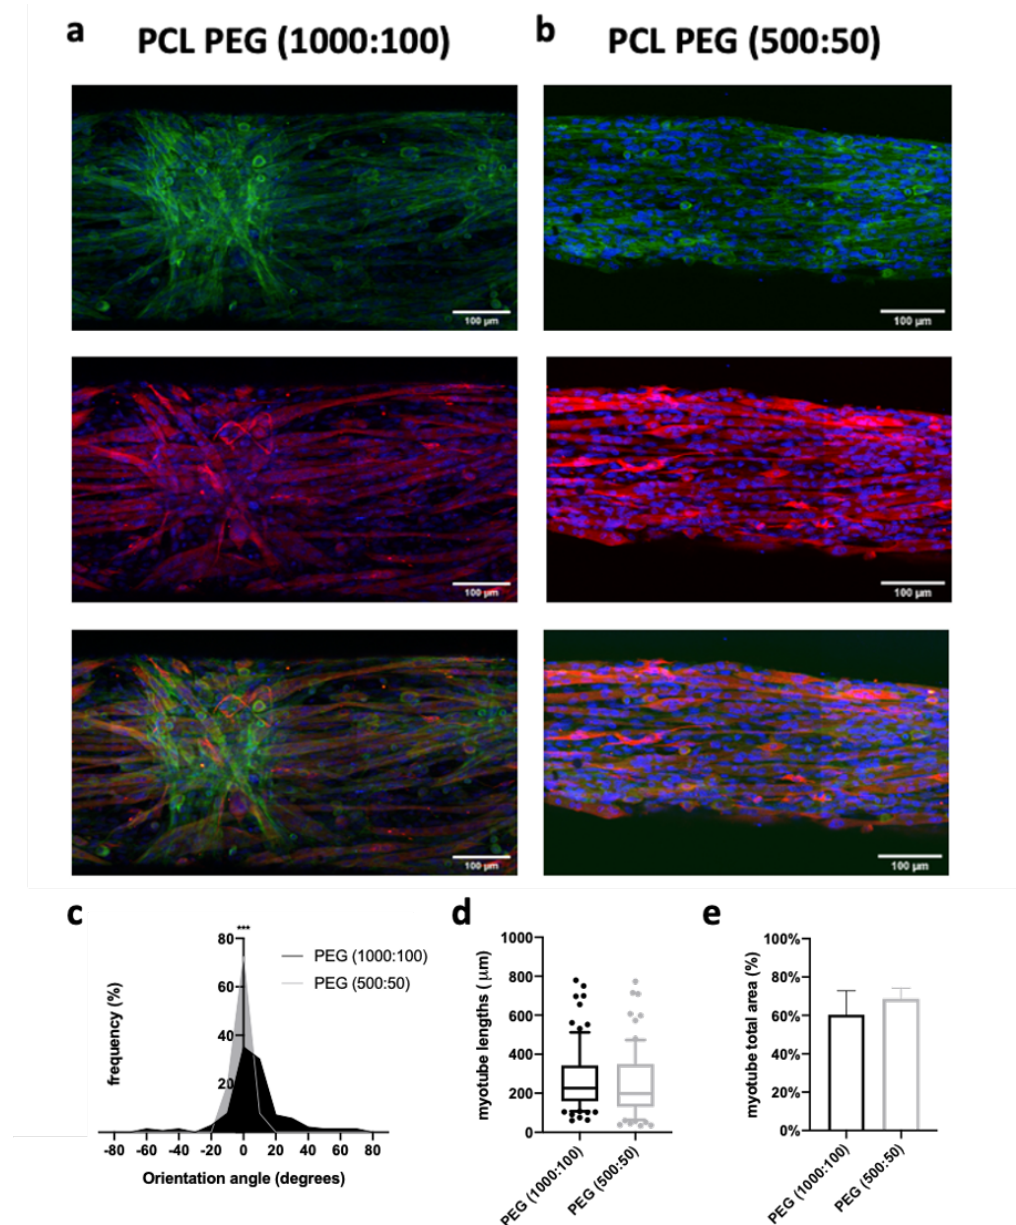 a
PCL PEG (1000:100)
b
PCL PEG (500:50)
100 µm
100 µm
100 µm
100 µm
100 µm
100 µm
c
***
80
60
40
20
frequency (%)
PEG (1000:100)
PEG (500:50)
-80 -60 -40 -20 0 20 40 60 80
Orientation angle (degrees)
d
1000
800
600
400
200
0
myotube lengths ( µm)
PEG (1000:100)
PEG (500:50)
e
100%
80%
60%
40%
20%
0%
myotube total area (%)
PEG (1000:100)
PEG (500:50)